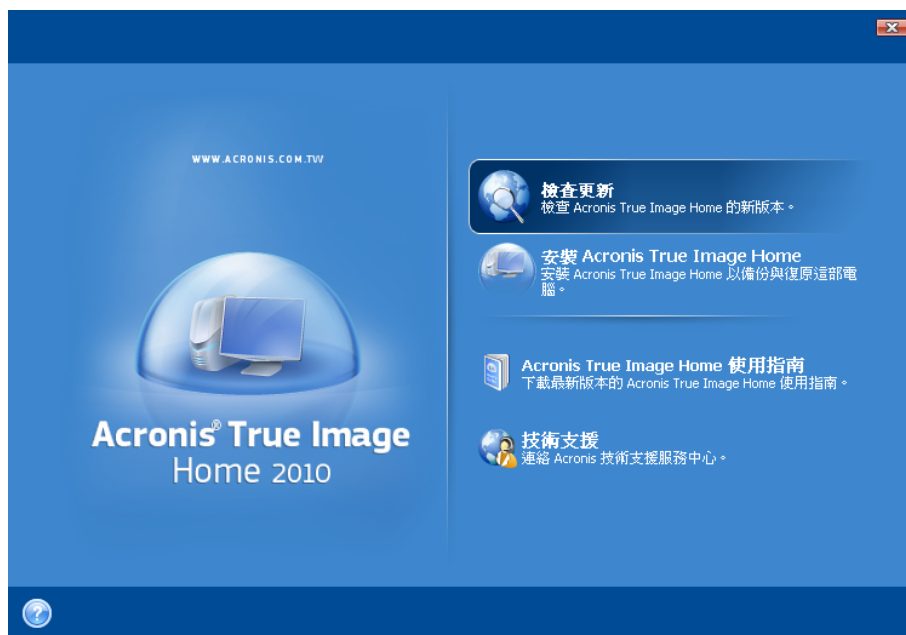 WWW.ACRONIS.COM.TW
Acronis® True Image
Home 2010
檢查更新
檢查 Acronis True Image Home 的新版本。
安裝 Acronis True Image Home
安裝 Acronis True Image Home 以備份與復原這部電
腦。
Acronis True Image Home 使用指南
下載最新版本的 Acronis True Image Home 使用指南。
技術支援
連絡 Acronis 技術支援服務中心。
?